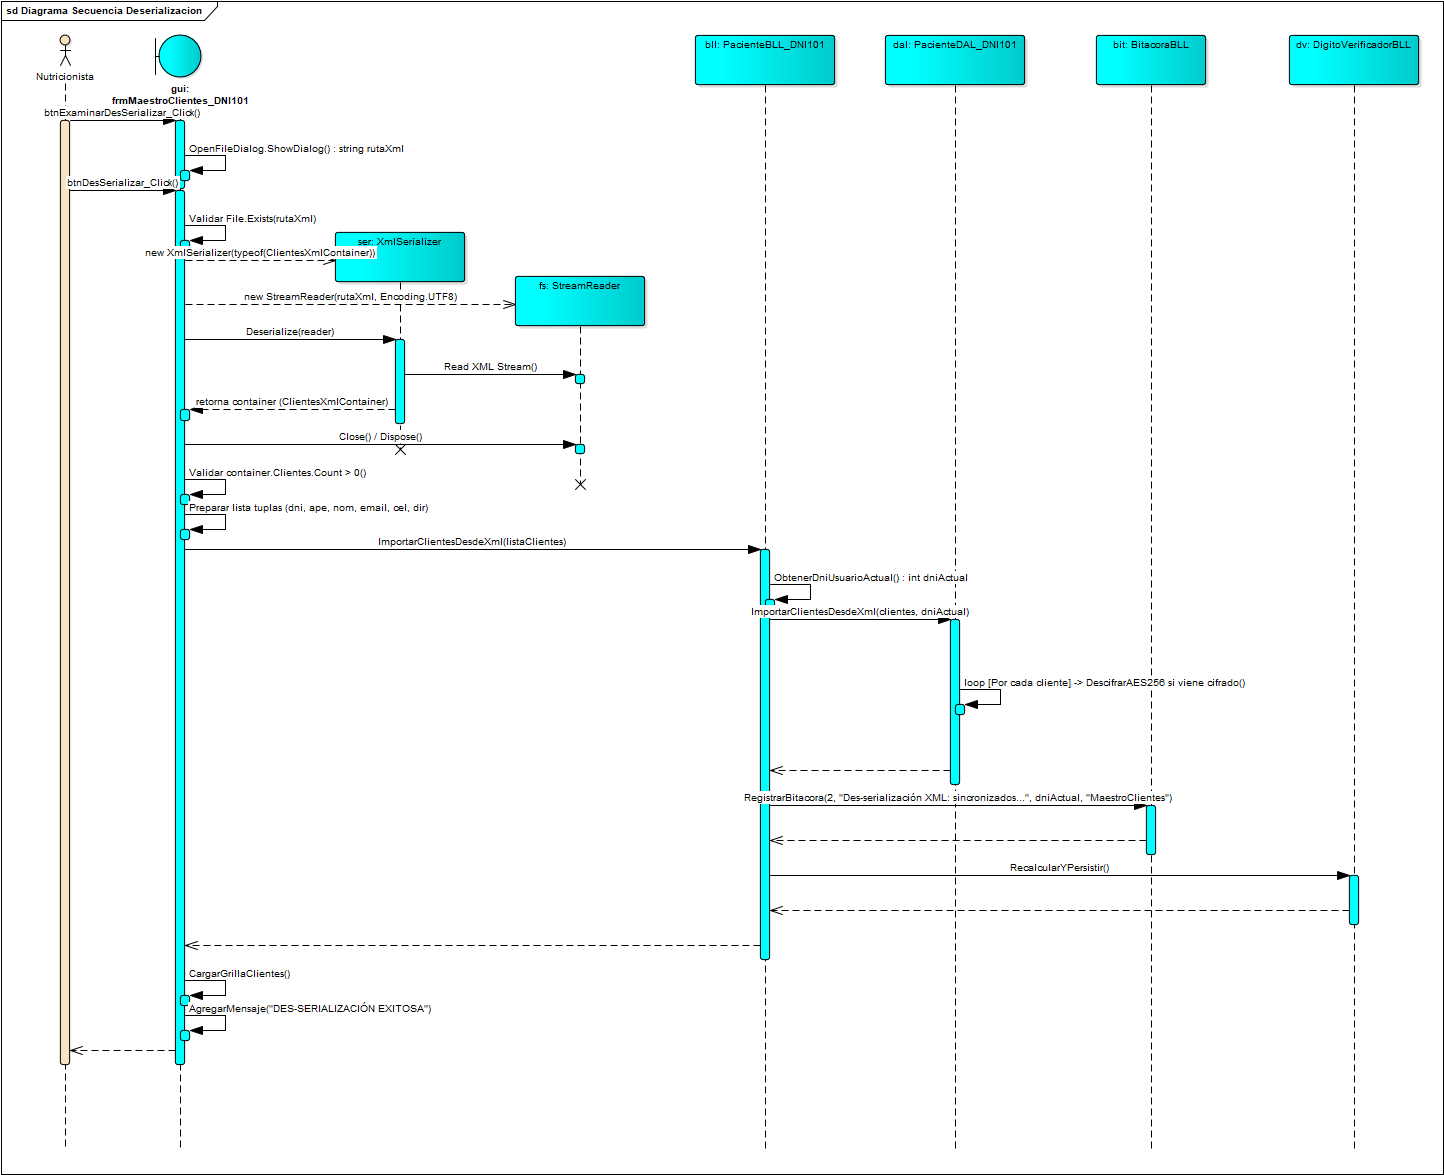 sd Diagrama Secuencia Deserializacion
Nutricionista
gui:
frmMaestroClientes_DNI101
bll: PacienteBLL_DNI101
dal: PacienteDAL_DNI101
bit: BitacoraBLL
dv: DigitoVerificadorBLL
btnExaminarDesSerializar_Click()
OpenFileDialog.ShowDialog() : string rutaXml
btnDesSerializar_Click()
Validar File.Exists(rutaXml)
ser: XmlSerializer
new XmlSerializer(typeof(ClientesXmlContainer))
fs: StreamReader
new StreamReader(rutaXml, Encoding.UTF8)
Deserialize(reader)
Read XML Stream()
retorna container (ClientesXmlContainer)
Close() / Dispose()
Validar container.Clientes.Count > 0()
Preparar lista tuplas (dni, ape, nom, email, cel, dir)
ImportarClientesDesdeXml(listaClientes)
ObtenerDniUsuarioActual() : int dniActual
ImportarClientesDesdeXml(clientes, dniActual)
loop [Por cada cliente] -> DescifrarAES256 si viene cifrado()
RegistrarBitacora(2, "Des-serialización XML: sincronizados...", dniActual, "MaestroClientes")
RecalcularYPersistir()
CargarGrillaClientes()
AgregarMensaje("DES-SERIALIZACIÓN EXITOSA")